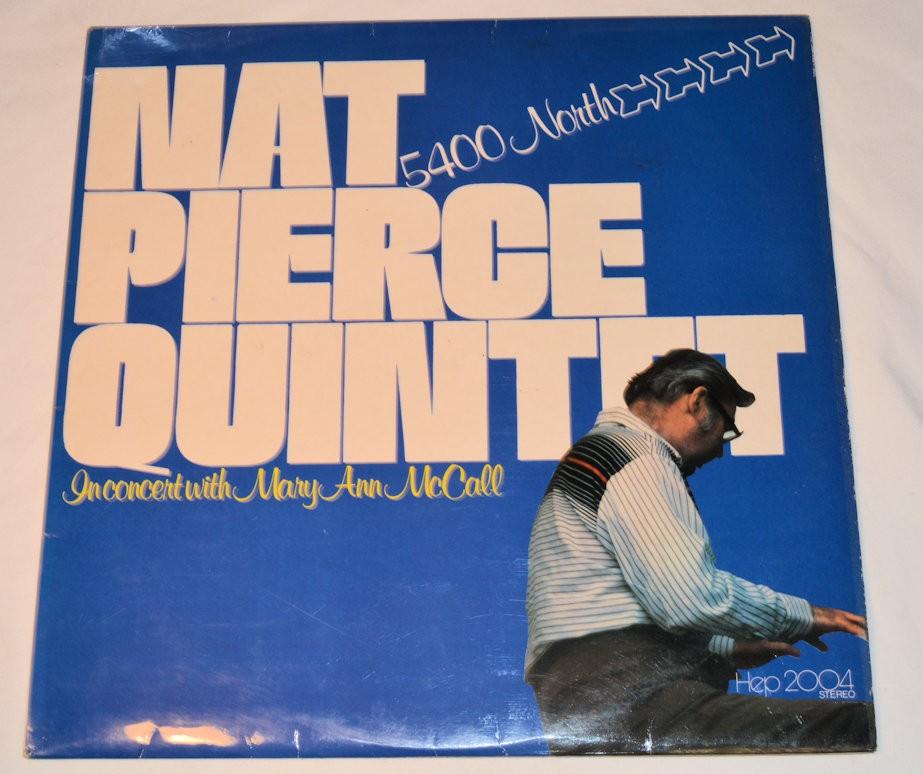 NAT
5400 North
PIERCE
QUINTET
In concert with Mary Ann McCall
Hep 2004
STEREO